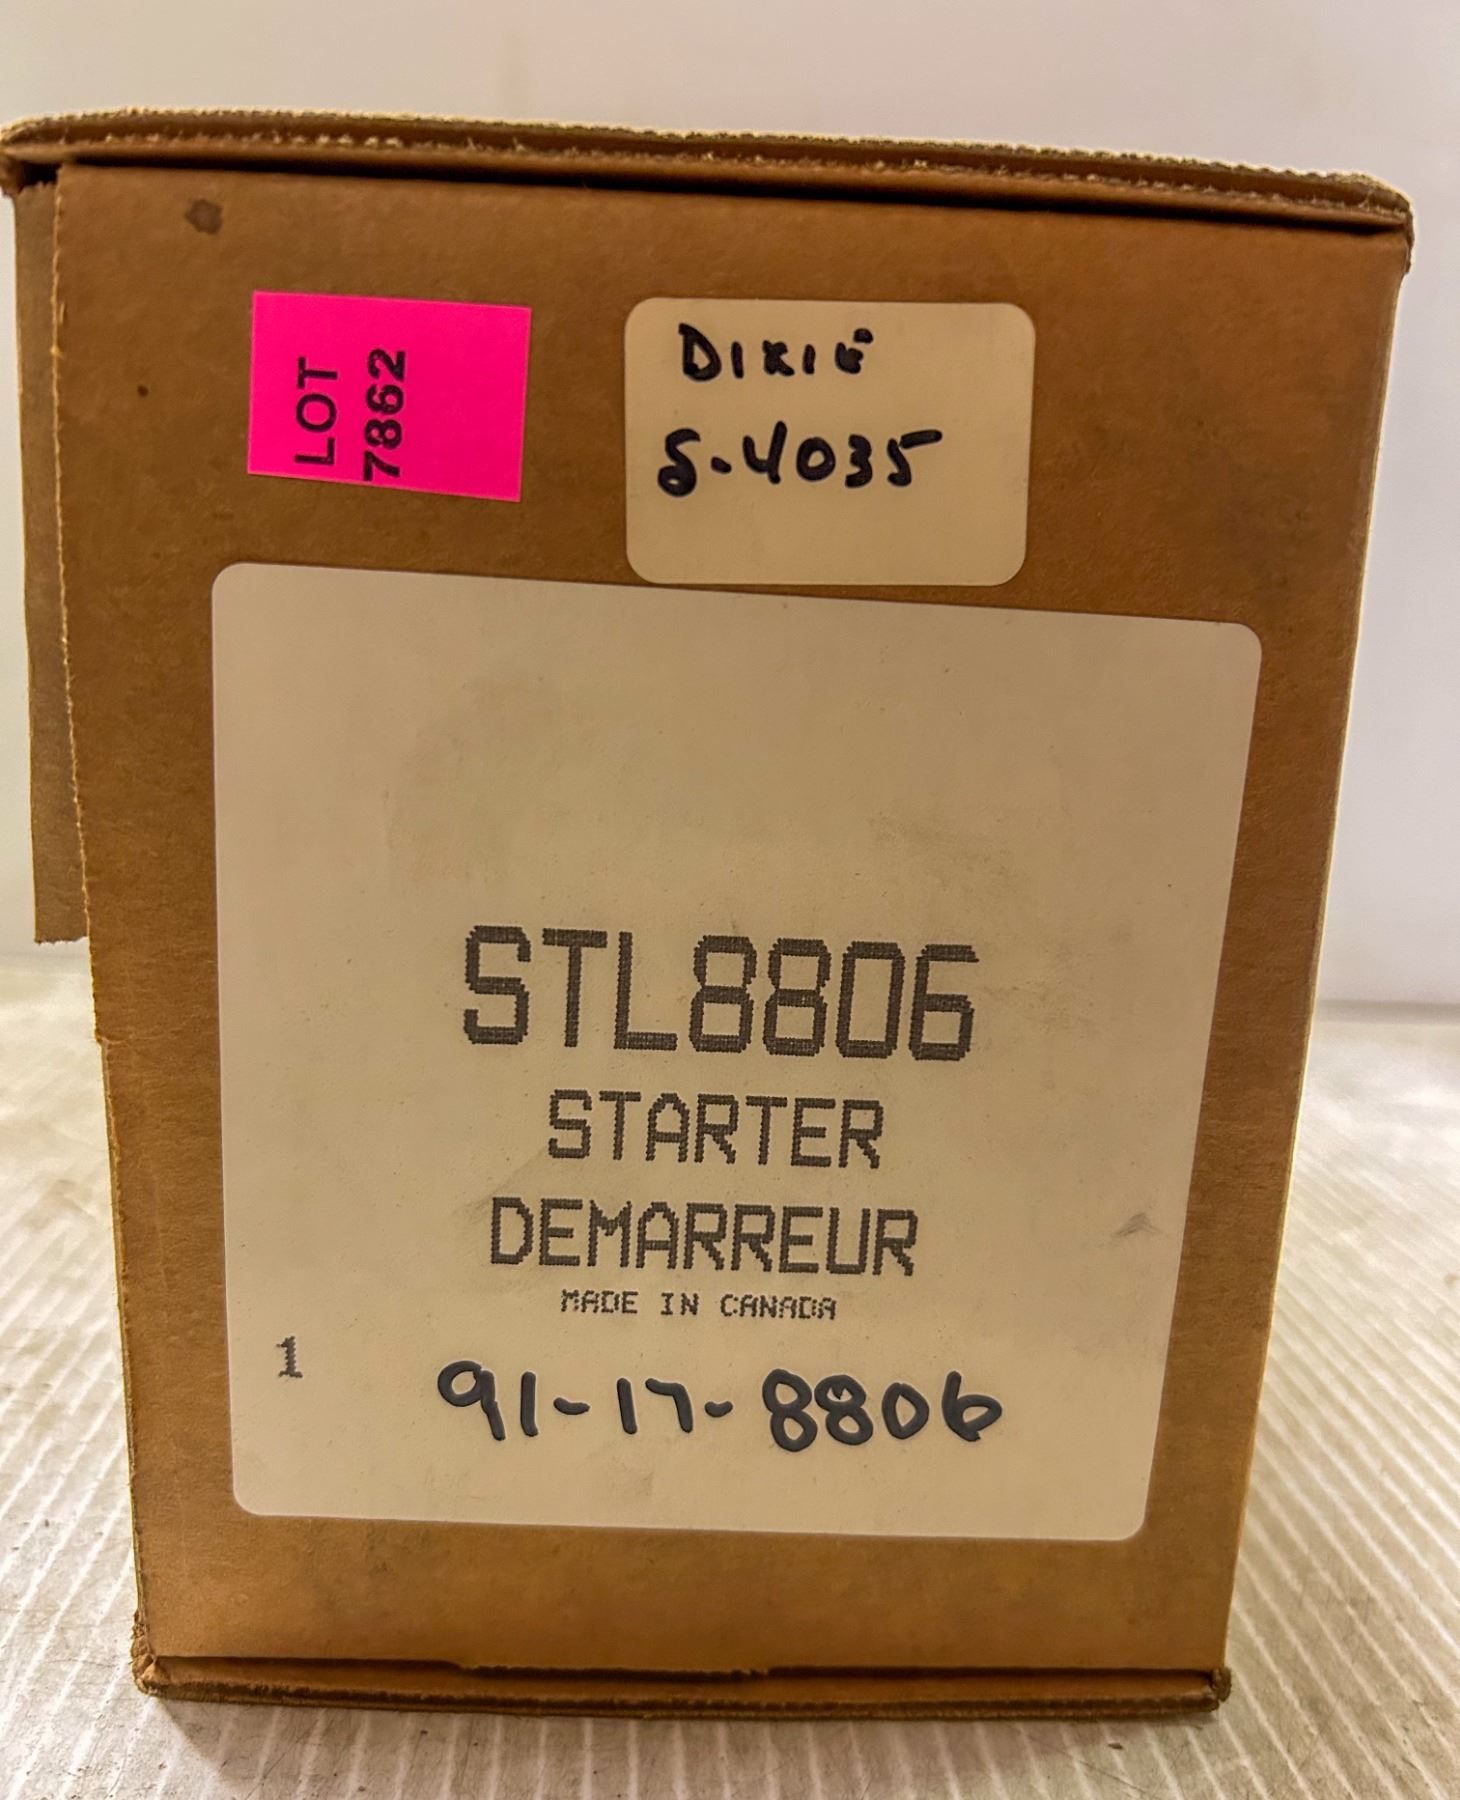 LOT
7862
DIXIE
S-4035
STL8806
STARTER
DEMARREUR
MADE IN CANADA
1
91-17-8806